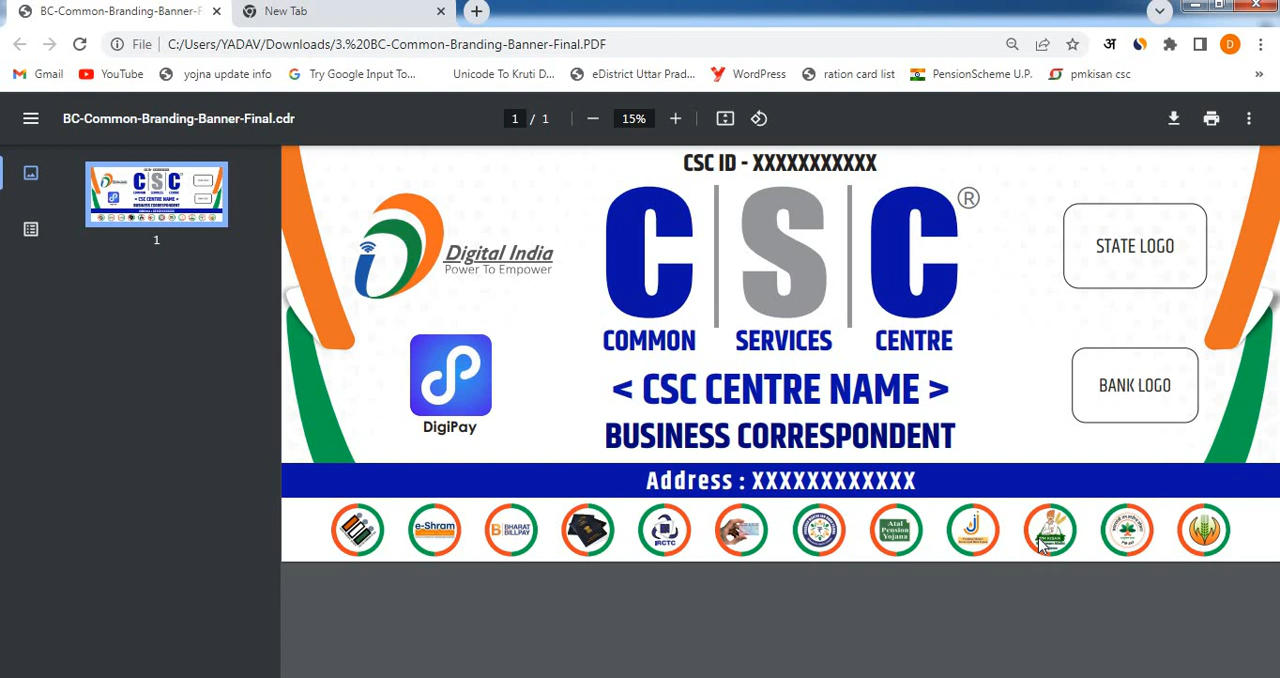 BC-Common-Branding-Banner-F
New Tab
File
C:/Users/YADAV/Downloads/3.%20BC-Common-Branding-Banner-Final.PDF
अ
D
Gmail
YouTube
yojna update info
Try Google Input To...
Unicode To Kruti D...
eDistrict Uttar Prad...
WordPress
ration card list
PensionScheme U.P.
pmkisan csc
»
BC-Common-Branding-Banner-Final.cdr
1 / 1
15%
1
CSC ID - XXXXXXXXXXX
CSC ®
COMMON SERVICES CENTRE
Digital India
Power To Empower
STATE LOGO
DigiPay
BANK LOGO
< CSC CENTRE NAME >
BUSINESS CORRESPONDENT
Address : XXXXXXXXXXXX
e-Shram
B BHARAT
BILLPAY
IRCTC
Atal
Pension
Yojana
PM KISAN